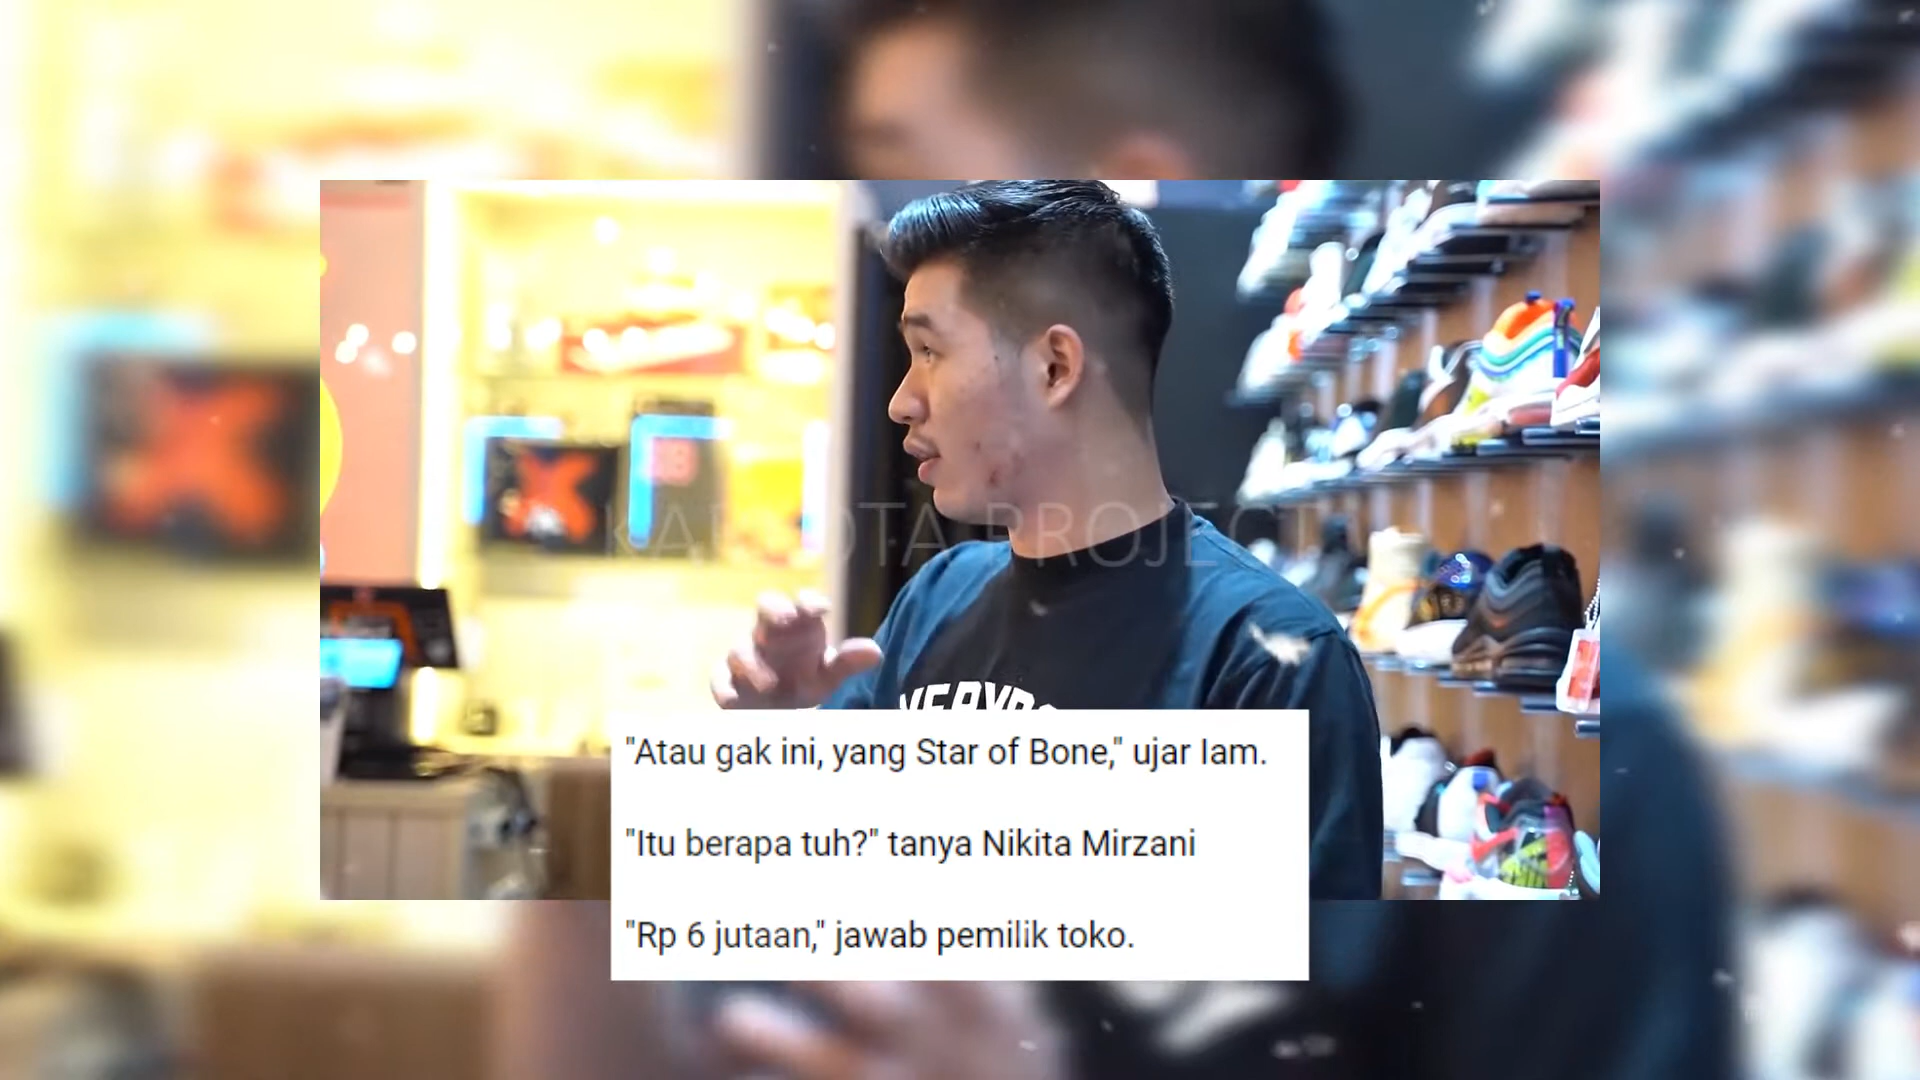 "Atau gak ini, yang Star of Bone," ujar Iam.
"Itu berapa tuh?" tanya Nikita Mirzani
"Rp 6 jutaan," jawab pemilik toko.